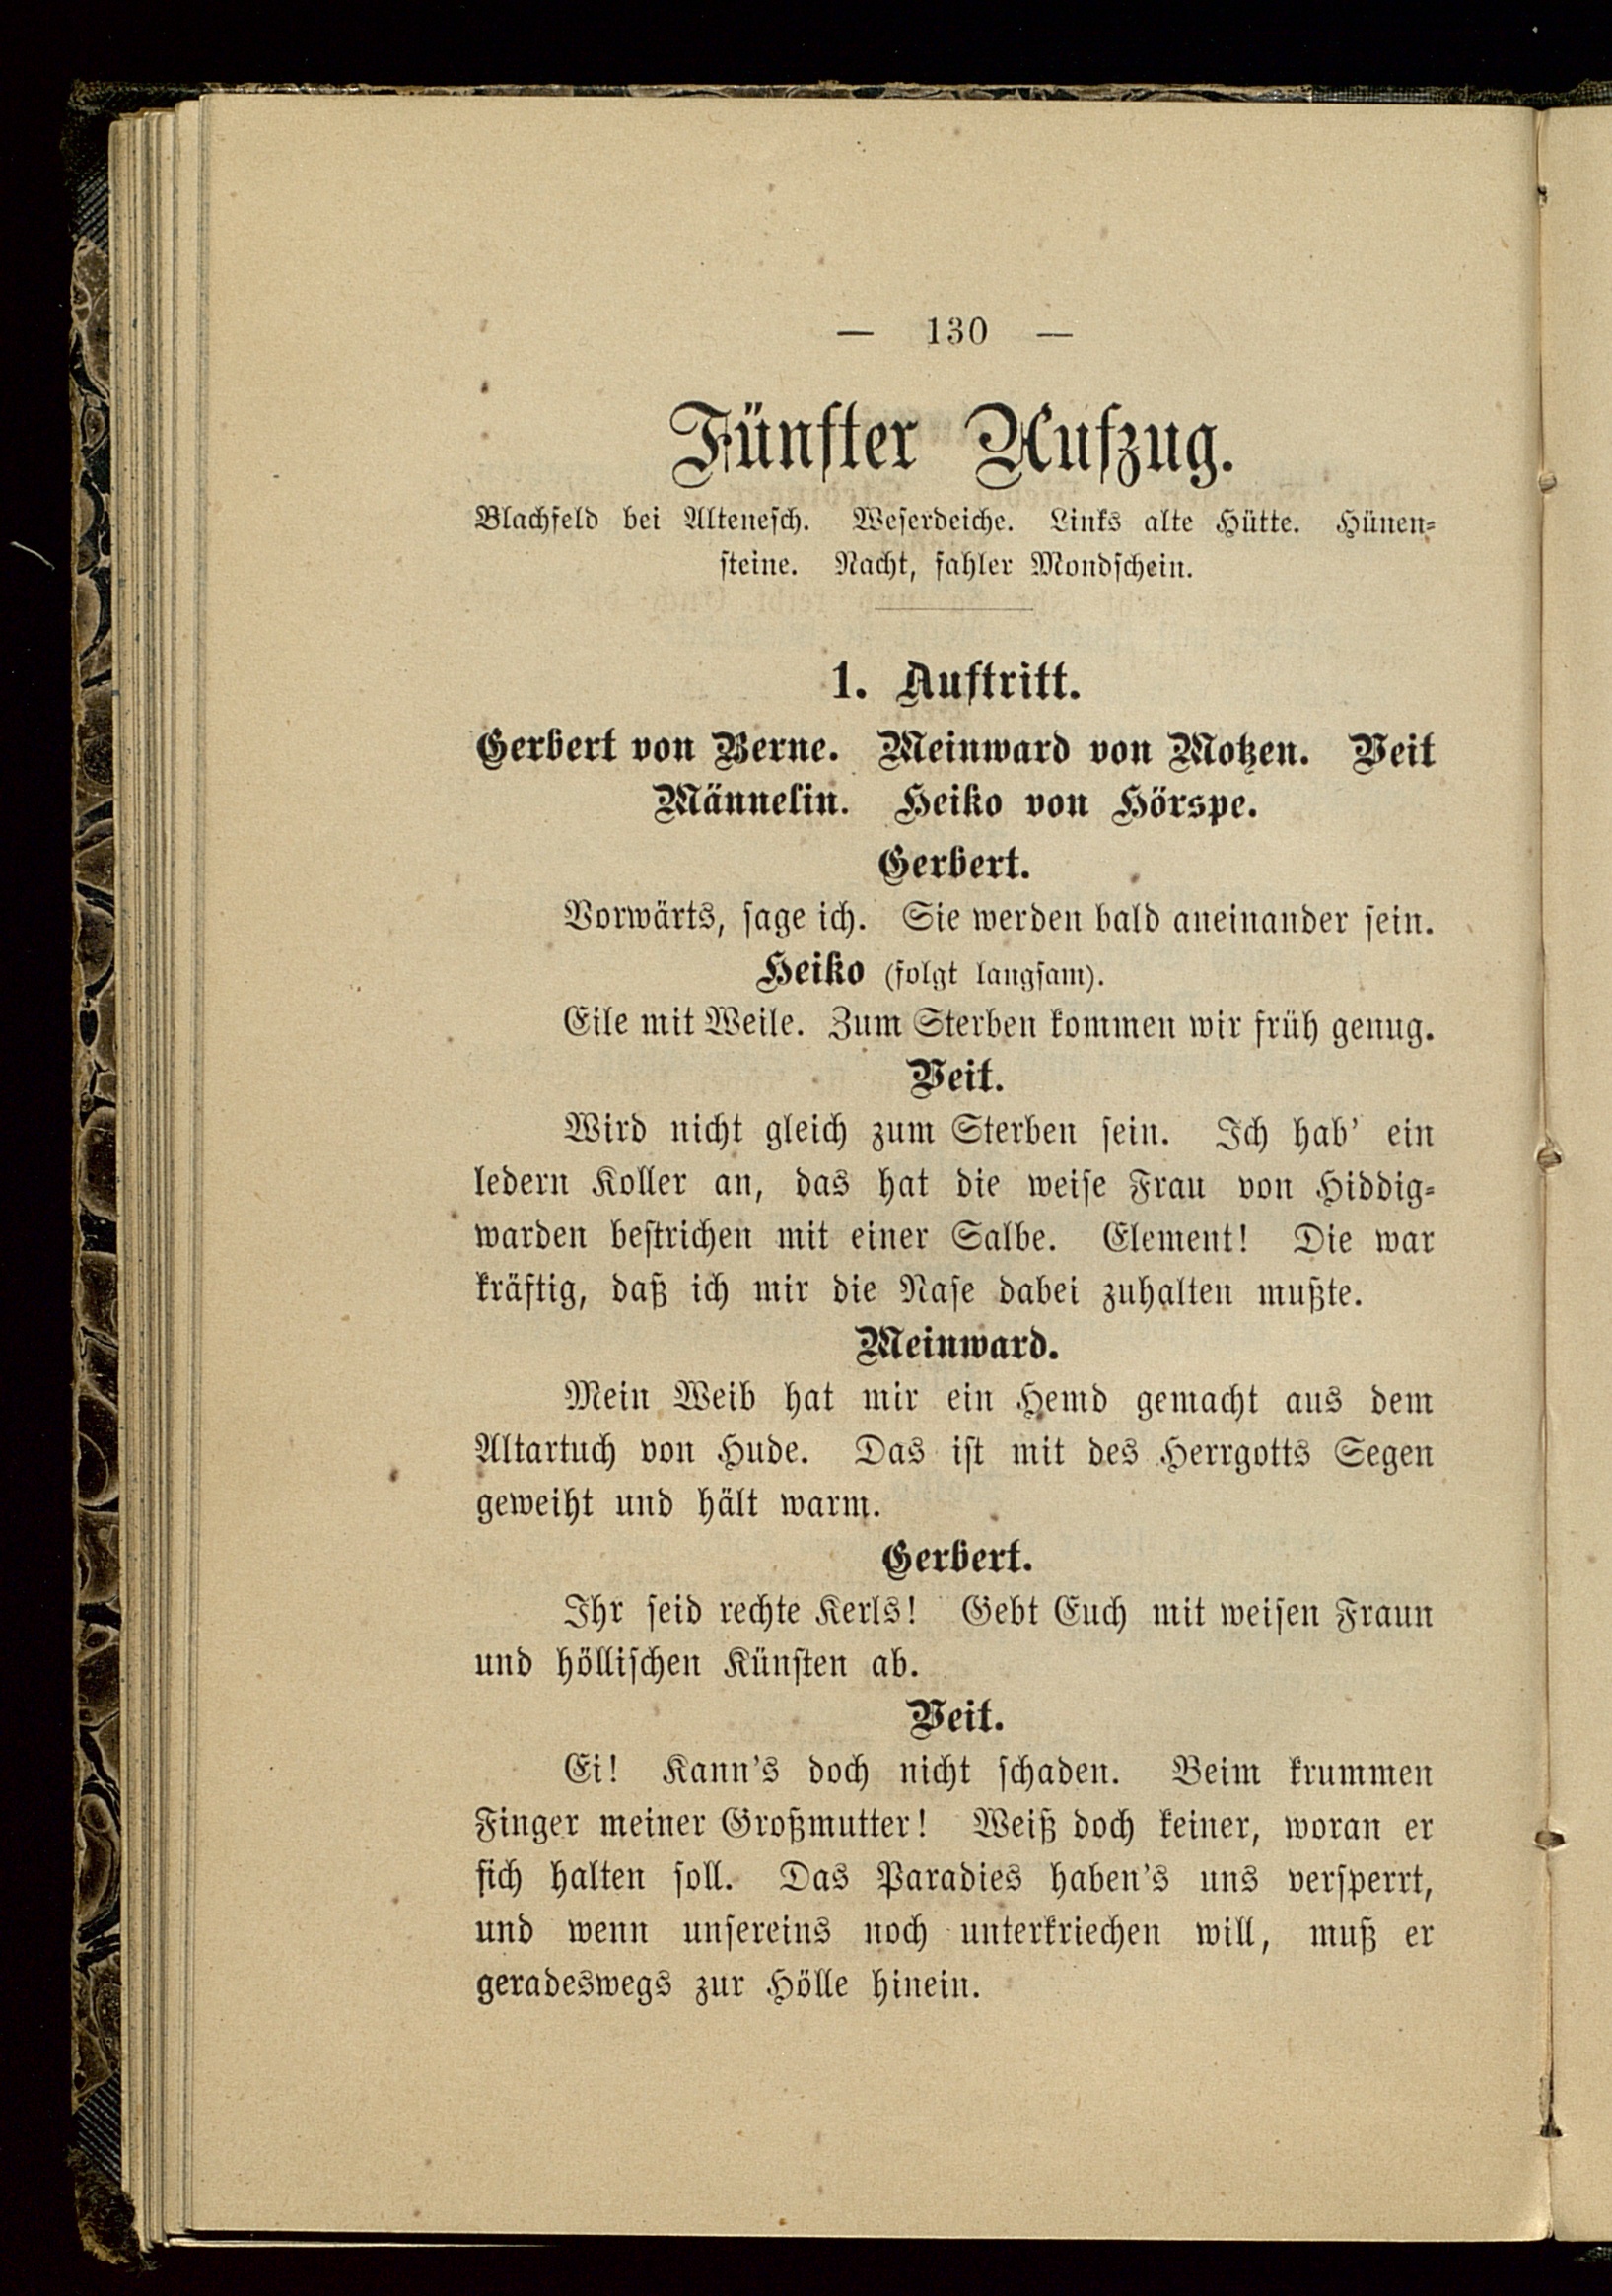 — 130 —
Fünfter Aufzug.
Blachfeld bei Altenesch. Weserdeiche. Links alte Hütte. Hünen-
steine. Nacht, fahler Mondschein.
1. Auftritt.
Gerbert von Berne. Meinward von Motzen. Veit
Männelin. Heiko von Hörspe.
Gerbert.
Vorwärts, sage ich. Sie werden bald aneinander sein.
Heiko (folgt langsam).
Eile mit Weile. Zum Sterben kommen wir früh genug.
Veit.
Wird nicht gleich zum Sterben sein. Ich hab' ein
ledern Koller an, das hat die weise Frau von Hiddig-
warden bestrichen mit einer Salbe. Element! Die war
kräftig, daß ich mir die Nase dabei zuhalten mußte.
Meinward.
Mein Weib hat mir ein Hemd gemacht aus dem
Altartuch von Hude. Das ist mit des Herrgotts Segen
geweiht und hält warm.
Gerbert.
Ihr seid rechte Kerls! Gebt Euch mit weisen Fraun
und höllischen Künsten ab.
Veit.
Ei! Kann's doch nicht schaden. Beim krummen
Finger meiner Großmutter! Weiß doch keiner, woran er
sich halten soll. Das Paradies haben's uns versperrt,
und wenn unsereins noch unterkriechen will, muß er
geradeswegs zur Hölle hinein.